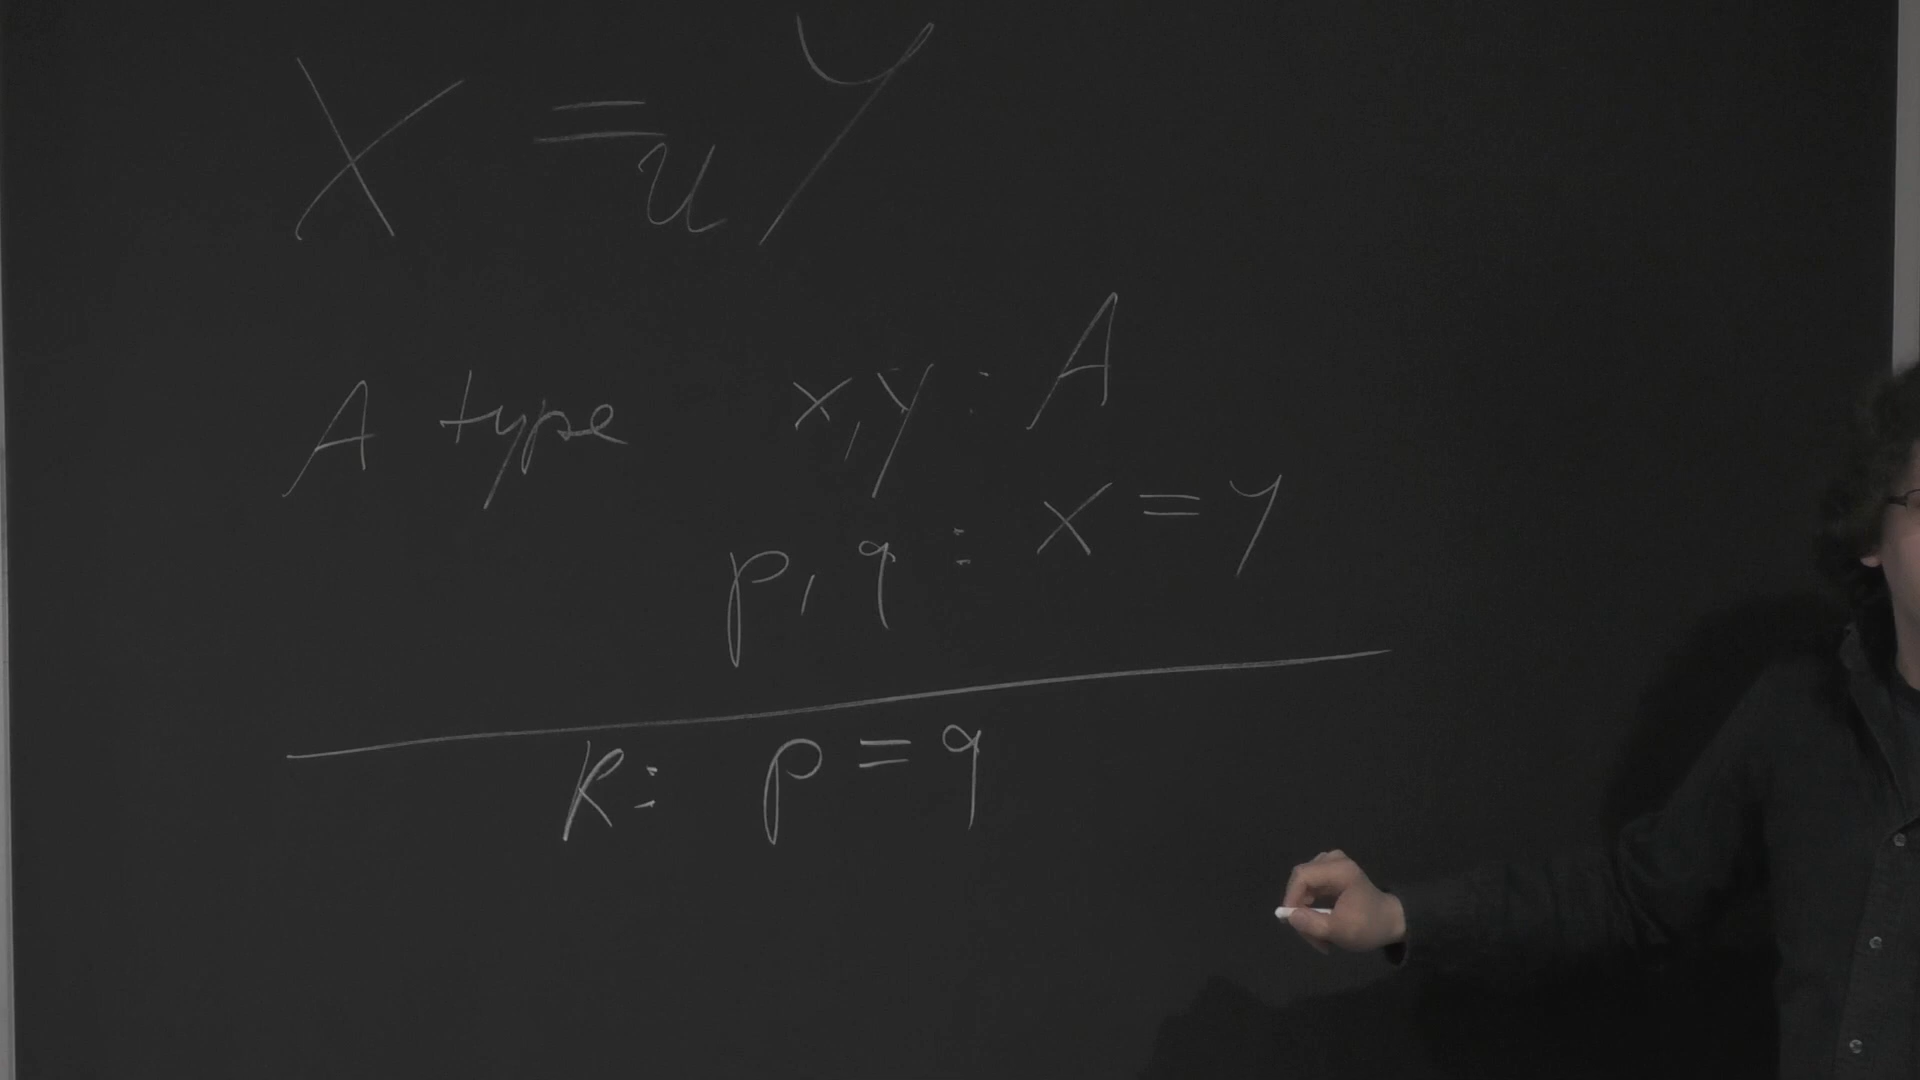 X =u Y
A type x, y : A
p, q : x = y
K : p = q